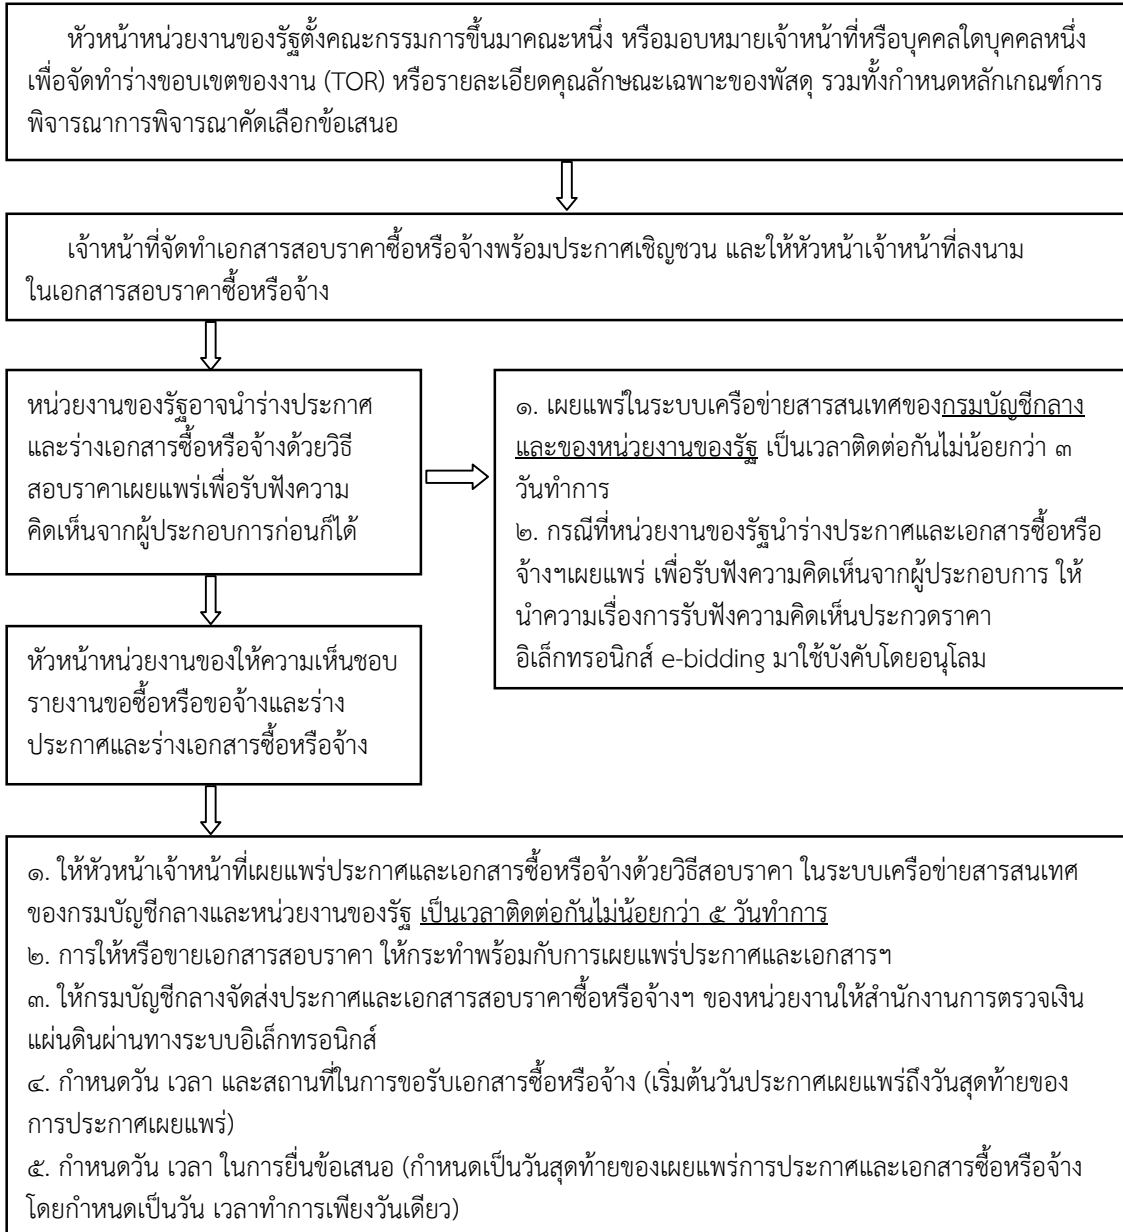 หัวหน้าหน่วยงานของรัฐตั้งคณะกรรมการขึ้นมาคณะหนึ่ง หรือมอบหมายเจ้าหน้าที่หรือบุคคลใดบุคคลหนึ่ง
เพื่อจัดทำร่างขอบเขตของงาน (TOR) หรือรายละเอียดคุณลักษณะเฉพาะของพัสดุ รวมทั้งกำหนดหลักเกณฑ์การ
พิจารณาการพิจารณาคัดเลือกข้อเสนอ
เจ้าหน้าที่จัดทำเอกสารสอบราคาซื้อหรือจ้างพร้อมประกาศเชิญชวน และให้หัวหน้าเจ้าหน้าที่ลงนาม
ในเอกสารสอบราคาซื้อหรือจ้าง
หน่วยงานของรัฐอาจนำร่างประกาศ
และร่างเอกสารซื้อหรือจ้างด้วยวิธี
สอบราคาเผยแพร่เพื่อรับฟังความ
คิดเห็นจากผู้ประกอบการก่อนก็ได้
๑. เผยแพร่ในระบบเครือข่ายสารสนเทศของกรมบัญชีกลาง
และของหน่วยงานของรัฐ เป็นเวลาติดต่อกันไม่น้อยกว่า ๓
วันทำการ
๒. กรณีที่หน่วยงานของรัฐนำร่างประกาศและเอกสารซื้อหรือ
จ้างฯเผยแพร่ เพื่อรับฟังความคิดเห็นจากผู้ประกอบการ ให้
นำความเรื่องการรับฟังความคิดเห็นประกวดราคา
อิเล็กทรอนิกส์ e-bidding มาใช้บังคับโดยอนุโลม
หัวหน้าหน่วยงานของให้ความเห็นชอบ
รายงานขอซื้อหรือขอจ้างและร่าง
ประกาศและร่างเอกสารซื้อหรือจ้าง
๑. ให้หัวหน้าเจ้าหน้าที่เผยแพร่ประกาศและเอกสารซื้อหรือจ้างด้วยวิธีสอบราคา ในระบบเครือข่ายสารสนเทศ
ของกรมบัญชีกลางและหน่วยงานของรัฐ เป็นเวลาติดต่อกันไม่น้อยกว่า ๕ วันทำการ
๒. การให้หรือขายเอกสารสอบราคา ให้กระทำพร้อมกับการเผยแพร่ประกาศและเอกสารฯ
๓. ให้กรมบัญชีกลางจัดส่งประกาศและเอกสารสอบราคาซื้อหรือจ้างฯ ของหน่วยงานให้สำนักงานการตรวจเงิน
แผ่นดินผ่านทางระบบอิเล็กทรอนิกส์
๔. กำหนดวัน เวลา และสถานที่ในการขอรับเอกสารซื้อหรือจ้าง (เริ่มต้นวันประกาศเผยแพร่ถึงวันสุดท้ายของ
การประกาศเผยแพร่)
๕. กำหนดวัน เวลา ในการยื่นข้อเสนอ (กำหนดเป็นวันสุดท้ายของเผยแพร่การประกาศและเอกสารซื้อหรือจ้าง
โดยกำหนดเป็นวัน เวลาทำการเพียงวันเดียว)